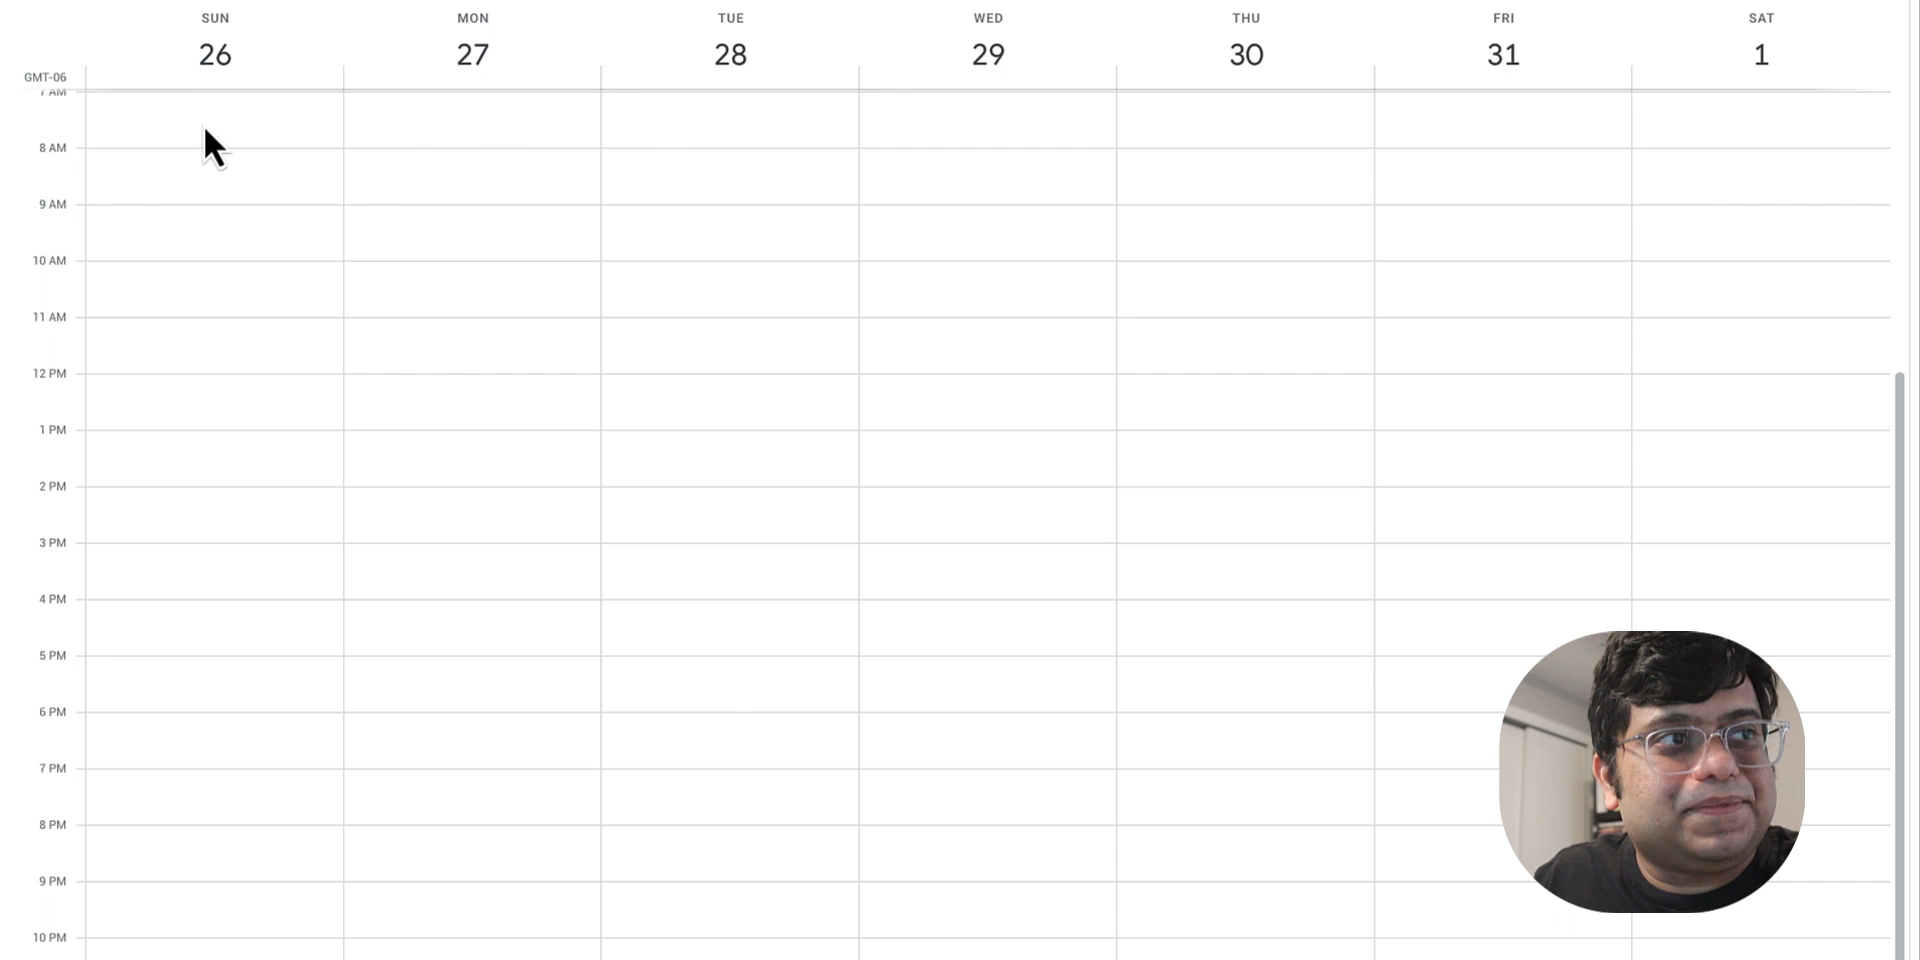 SUN MON TUE WED THU FRI SAT
26 27 28 29 30 31 1
GMT-06
7 AM
8 AM
9 AM
10 AM
11 AM
12 PM
1 PM
2 PM
3 PM
4 PM
5 PM
6 PM
7 PM
8 PM
9 PM
10 PM